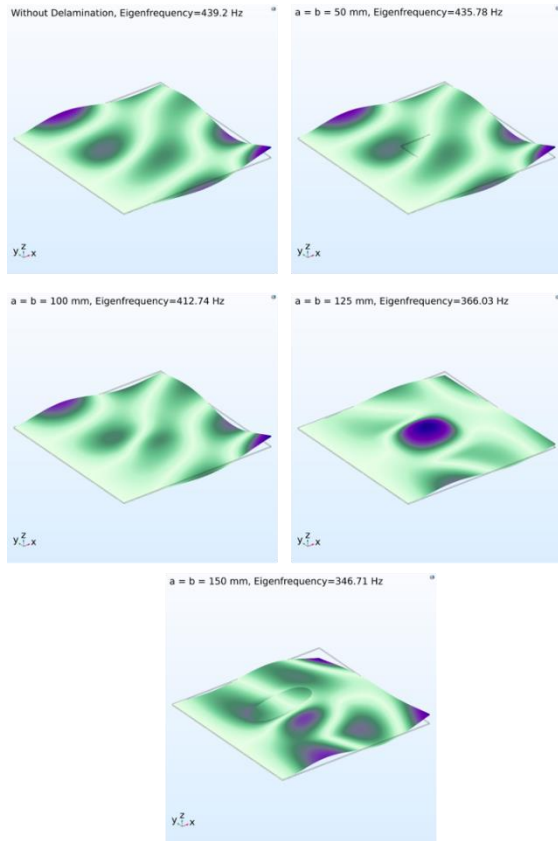 Without Delamination, Eigenfrequency=439.2 Hz
a = b = 50 mm, Eigenfrequency=435.78 Hz
y z x
y z x
a = b = 100 mm, Eigenfrequency=412.74 Hz
a = b = 125 mm, Eigenfrequency=366.03 Hz
y z x
y z x
a = b = 150 mm, Eigenfrequency=346.71 Hz
y z x